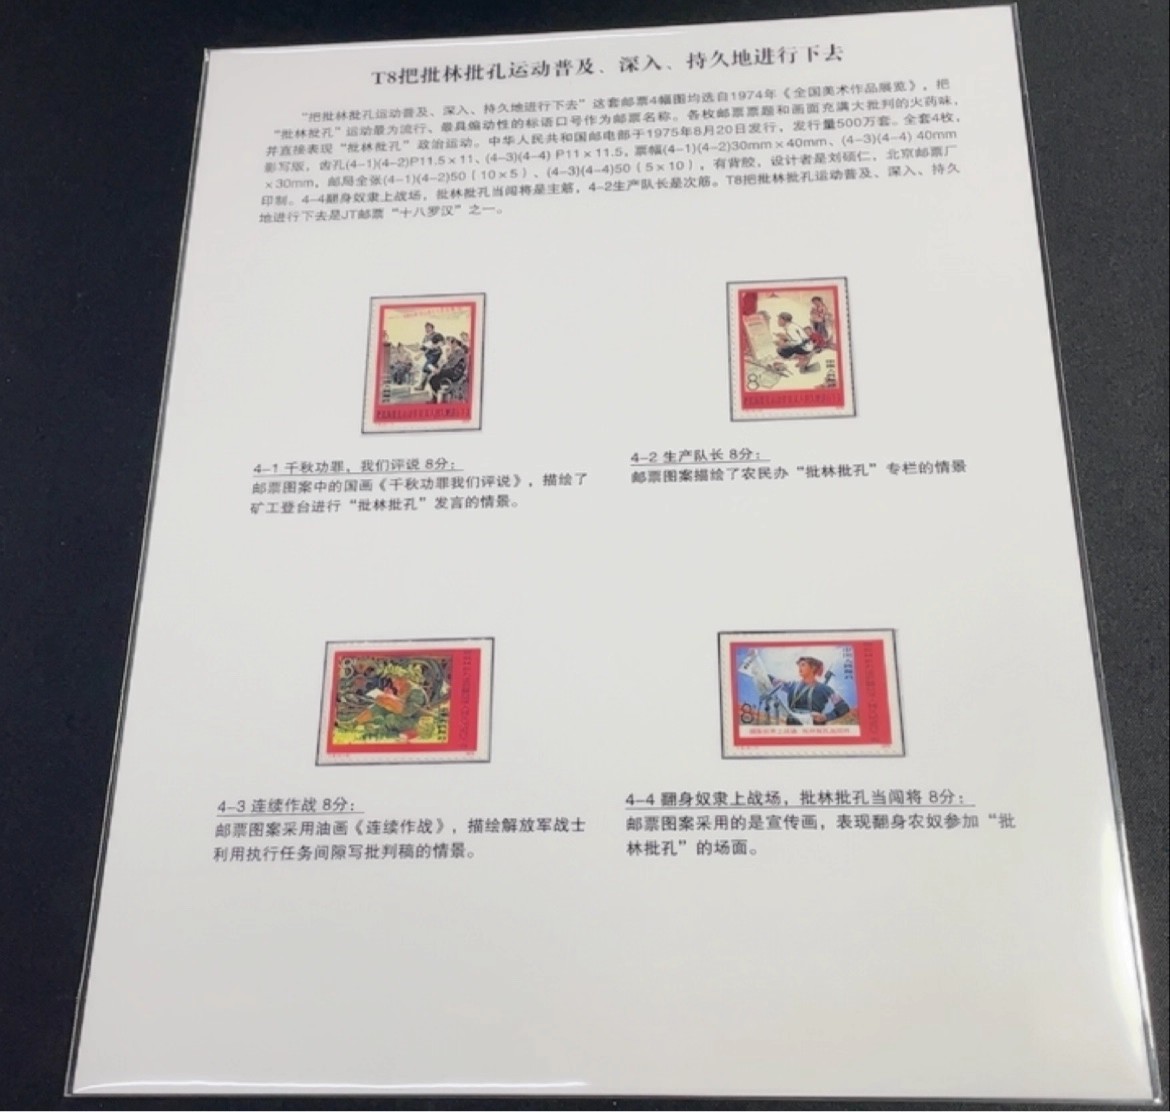 T8把批林批孔运动普及、深入、持久地进行下去
“把批林批孔运动普及、深入、持久地进行下去”这套邮票4幅图均选自1974年《全国美术作品展览》，把
“批林批孔”运动最为流行、最具煽动性的标语口号作为邮票名称。各枚邮票票题和画面充满大批判的火药味，
并直接表现“批林批孔”政治运动。中华人民共和国邮电部于1975年8月20日发行，发行量500万套。全套4枚，
影写版，齿孔(4-1)(4-2)P11.5×11、(4-3)(4-4) P11×11.5，票幅(4-1)(4-2)30mm×40mm、(4-3)(4-4) 40mm
×30mm，邮局全张(4-1)(4-2)50（10×5）、(4-3)(4-4)50（5×10），有背胶，设计者是刘硕仁，北京邮票厂
印制。4-4翻身奴隶上战场，批林批孔当闯将是主筋，4-2生产队长是次筋。T8把批林批孔运动普及、深入、持久
地进行下去是JT邮票“十八罗汉”之一。
8
4-1 千秋功罪，我们评说 8分：
邮票图案中的国画《千秋功罪我们评说》，描绘了
矿工登台进行“批林批孔”发言的情景。
4-2 生产队长 8分：
邮票图案描绘了农民办“批林批孔”专栏的情景
8
8
4-3 连续作战 8分：
邮票图案采用油画《连续作战》，描绘解放军战士
利用执行任务间隙写批判稿的情景。
4-4 翻身奴隶上战场，批林批孔当闯将 8分：
邮票图案采用的是宣传画，表现翻身农奴参加“批
林批孔”的场面。